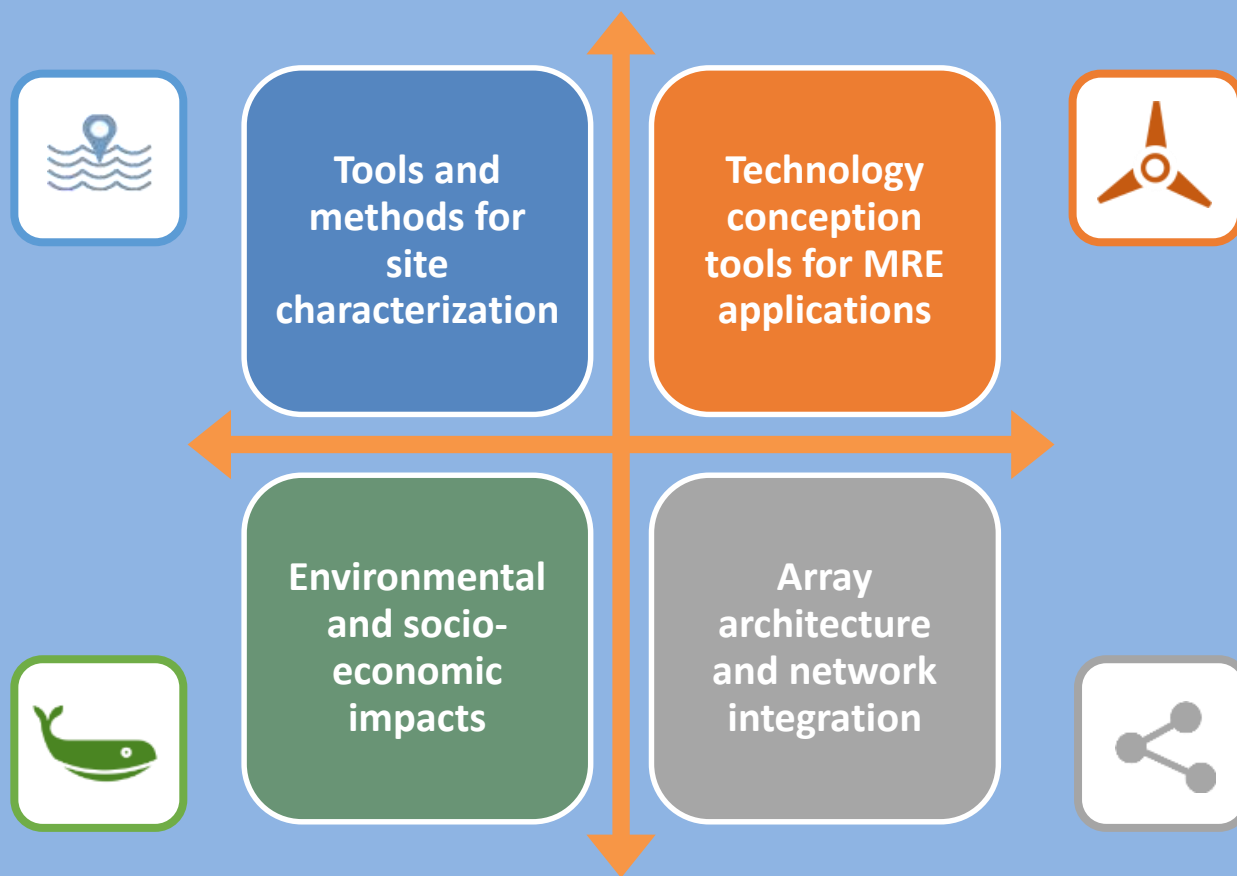 Tools and
methods for
site
characterization
Technology
conception
tools for MRE
applications
Environmental
and socio-
economic
impacts
Array
architecture
and network
integration